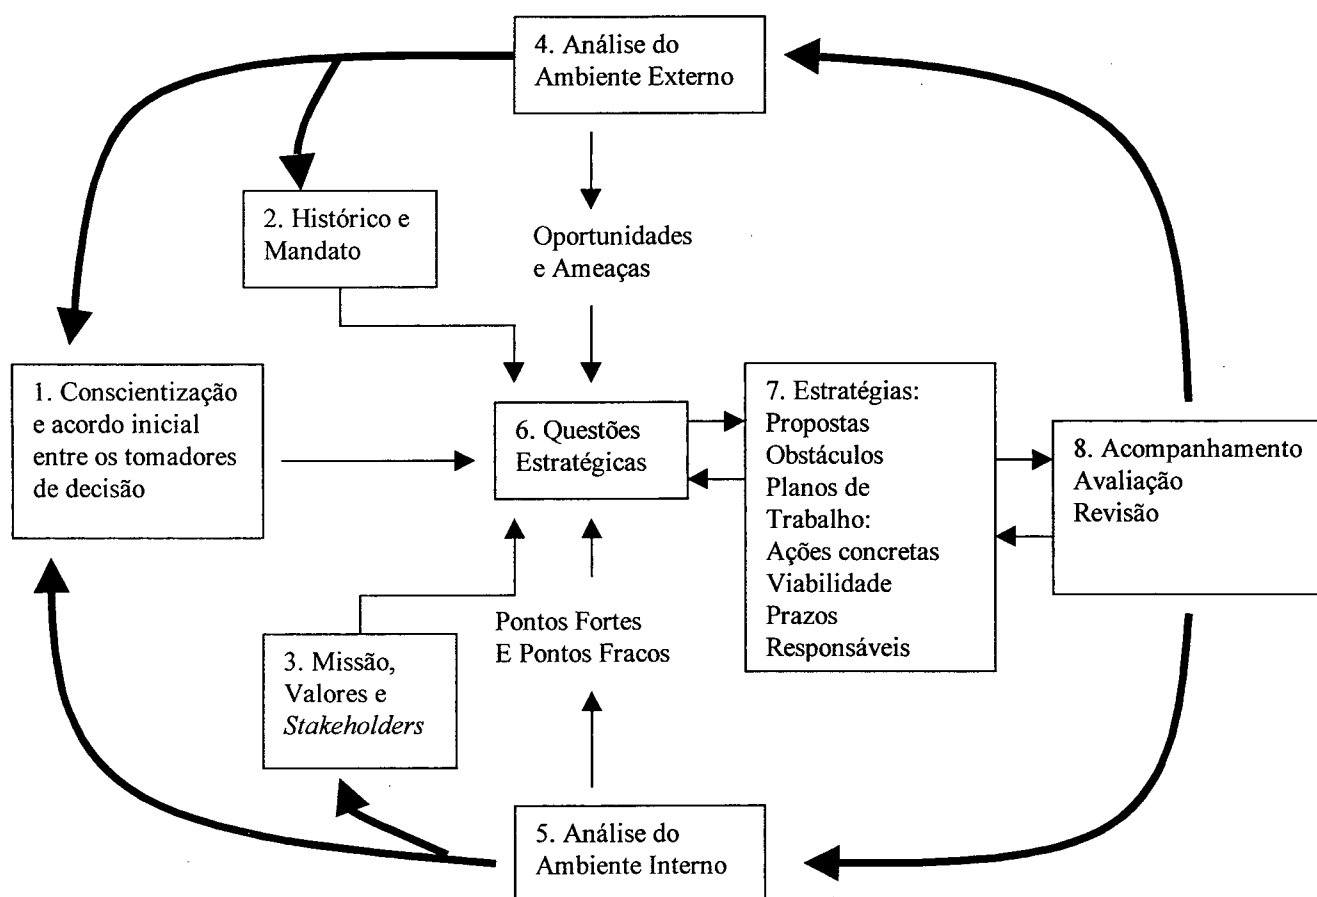 4. Análise do
Ambiente Externo
2. Histórico e
Mandato
Oportunidades
e Ameaças
1. Conscientização
e acordo inicial
entre os tomadores
de decisão
6. Questões
Estratégicas
7. Estratégias:
Propostas
Obstáculos
Planos de
Trabalho:
Ações concretas
Viabilidade
Prazos
Responsáveis
8. Acompanhamento
Avaliação
Revisão
3. Missão,
Valores e
Stakeholders
Pontos Fortes
E Pontos Fracos
5. Análise do
Ambiente Interno